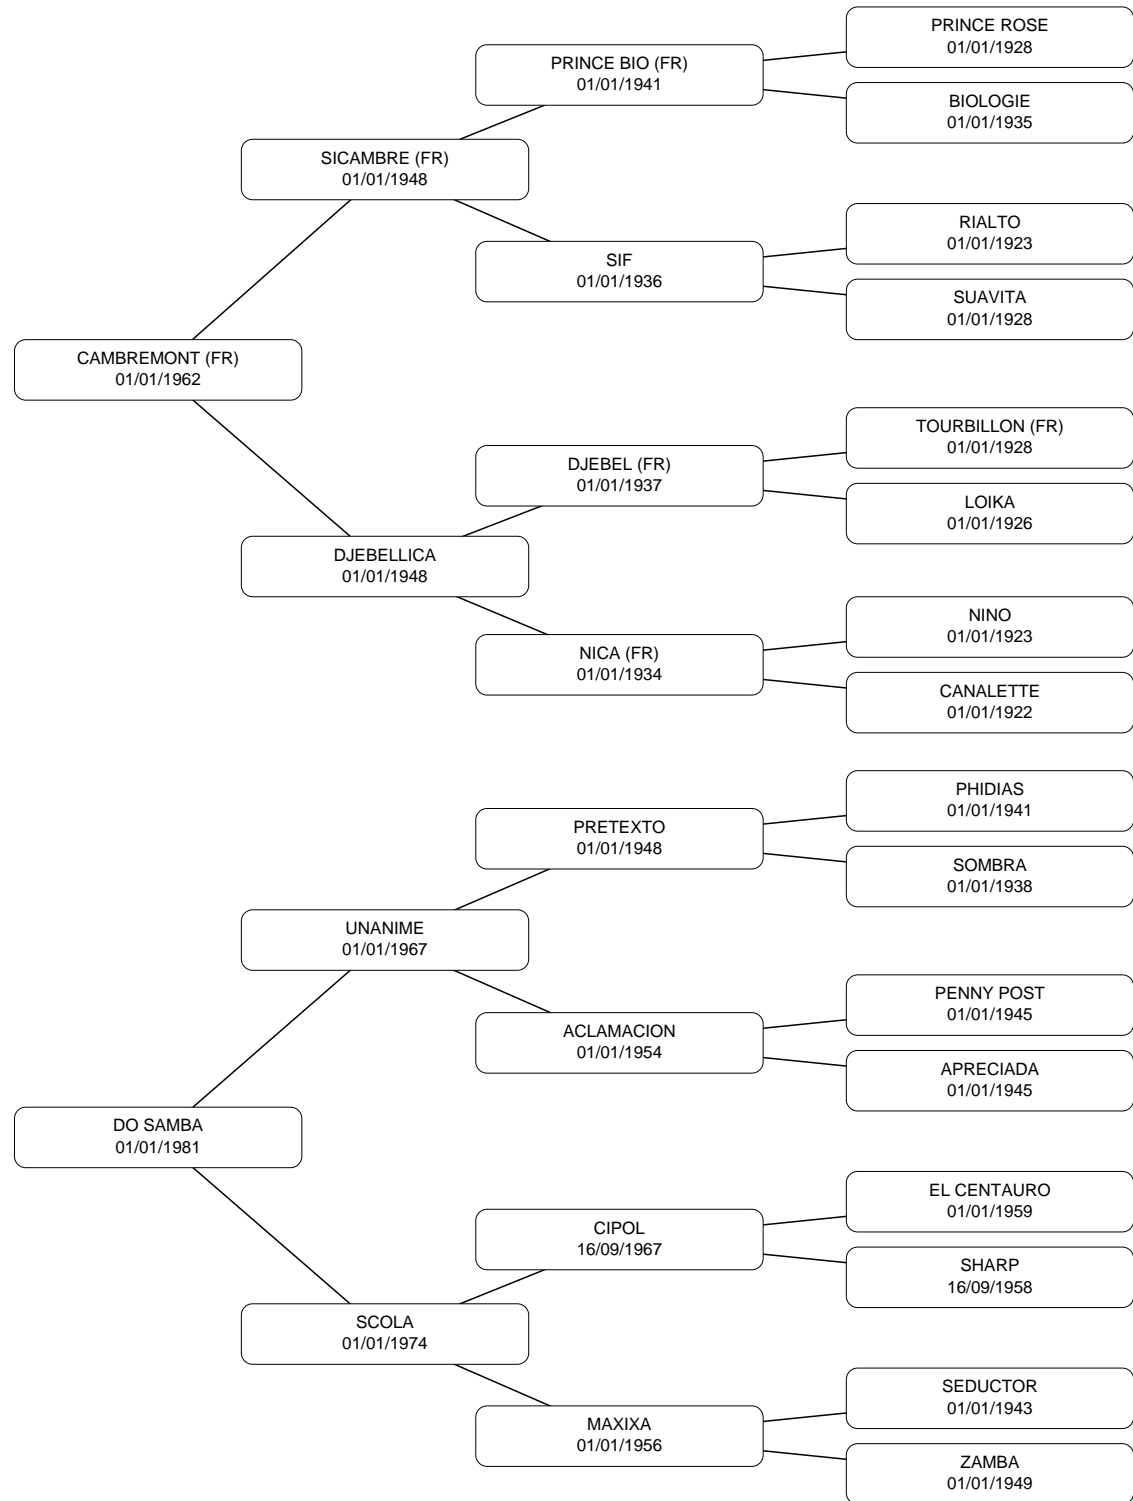 PRINCE ROSE
01/01/1928
PRINCE BIO (FR)
01/01/1941
BIOLOGIE
01/01/1935
SICAMBRE (FR)
01/01/1948
RIALTO
01/01/1923
SIF
01/01/1936
SUAVITA
01/01/1928
CAMBREMONT (FR)
01/01/1962
TOURBILLON (FR)
01/01/1928
DJEBEL (FR)
01/01/1937
LOIKA
01/01/1926
DJEBELLICA
01/01/1948
NINO
01/01/1923
NICA (FR)
01/01/1934
CANALETTE
01/01/1922
PHIDIAS
01/01/1941
PRETEXTO
01/01/1948
SOMBRA
01/01/1938
UNANIME
01/01/1967
PENNY POST
01/01/1945
ACLAMACION
01/01/1954
APRECIADA
01/01/1945
DO SAMBA
01/01/1981
EL CENTAURO
01/01/1959
CIPOL
16/09/1967
SHARP
16/09/1958
SCOLA
01/01/1974
SEDUCTOR
01/01/1943
MAXIXA
01/01/1956
ZAMBA
01/01/1949